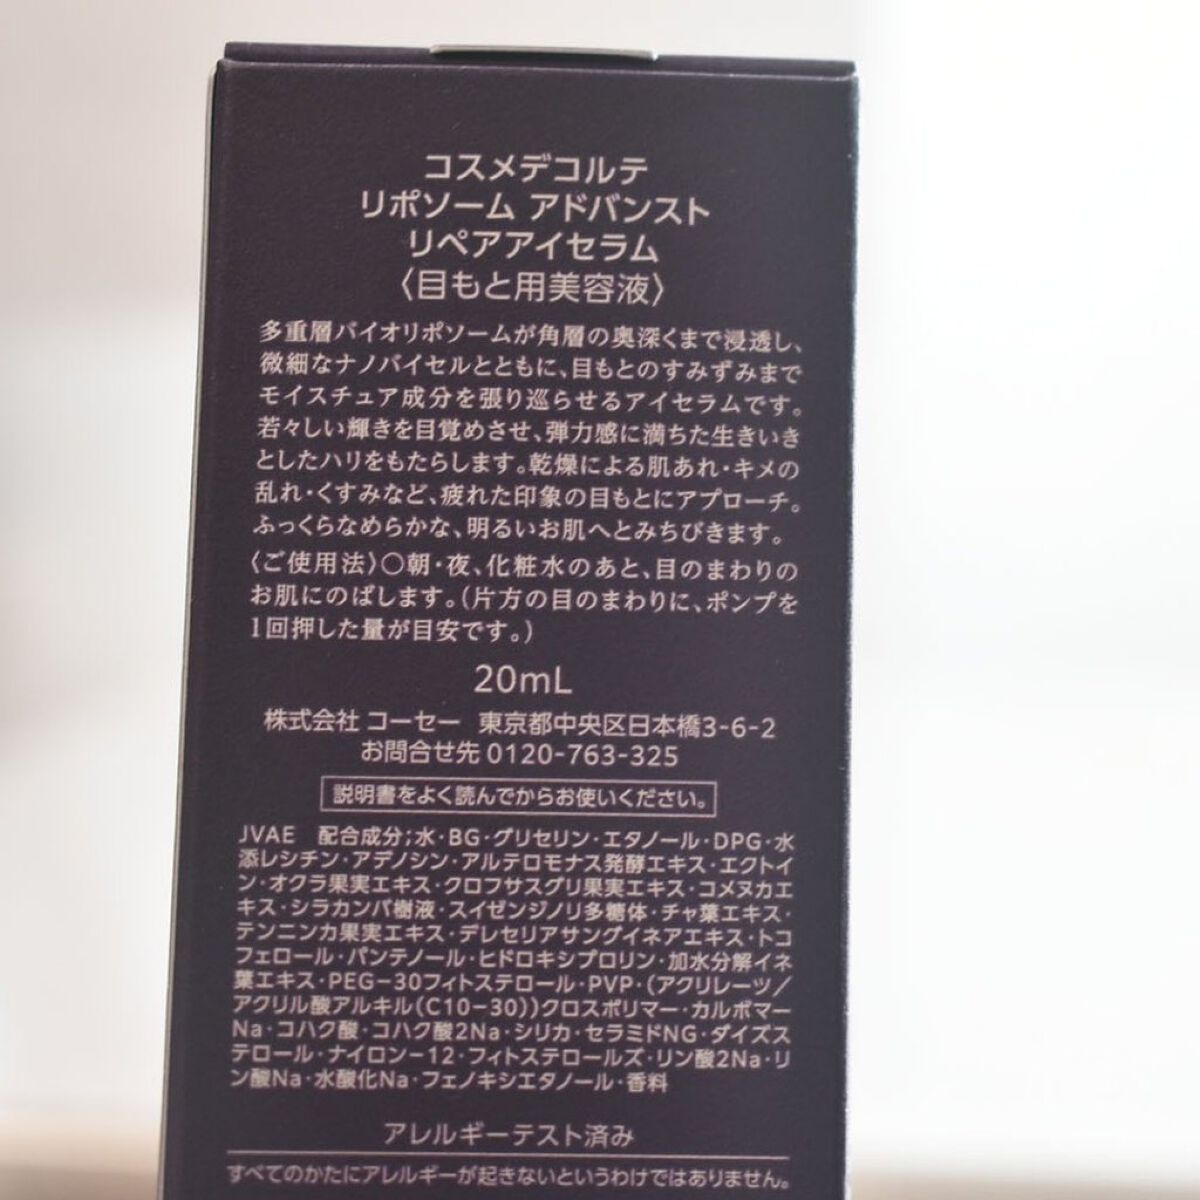 コスメデコルテ
リポソーム アドバンスト
リペアアイセラム
〈目もと用美容液〉
多重層バイオリポソームが角層の奥深くまで浸透し、
微細なナノバイセルとともに、目もとのすみずみまで
モイスチュア成分を張り巡らせるアイセラムです。
若々しい輝きを目覚めさせ、弾力感に満ちた生きいき
としたハリをもたらします。乾燥による肌あれ・キメの
乱れ・くすみなど、疲れた印象の目もとにアプローチ。
ふっくらなめらかな、明るいお肌へとみちびきます。
〈ご使用法〉○朝・夜、化粧水のあと、目のまわりの
お肌にのばします。(片方の目のまわりに、ポンプを
1回押した量が目安です。)
20mL
株式会社 コーセー 東京都中央区日本橋3-6-2
お問合せ先 0120-763-325
説明書をよく読んでからお使いください。
JVAE 配合成分;水・BG・グリセリン・エタノール・DPG・水
添レシチン・アデノシン・アルテロモナス発酵エキス・エクトイ
ン・オクラ果実エキス・クロフサスグリ果実エキス・コメヌカエ
キス・シラカンバ樹液・スイゼンジノリ多糖体・チャ葉エキス・
テンニンカ果実エキス・デレセリアサングイネアエキス・トコ
フェロール・パンテノール・ヒドロキシプロリン・加水分解イネ
葉エキス・PEG-30フィトステロール・PVP・(アクリレーツ/
アクリル酸アルキル(C10-30))クロスポリマー・カルボマー
Na・コハク酸・コハク酸2Na・シリカ・セラミドNG・ダイズス
テロール・ナイロン-12・フィトステロールズ・リン酸2Na・リ
ン酸Na・水酸化Na・フェノキシエタノール・香料
アレルギーテスト済み
すべてのかたにアレルギーが起きないというわけではありません。